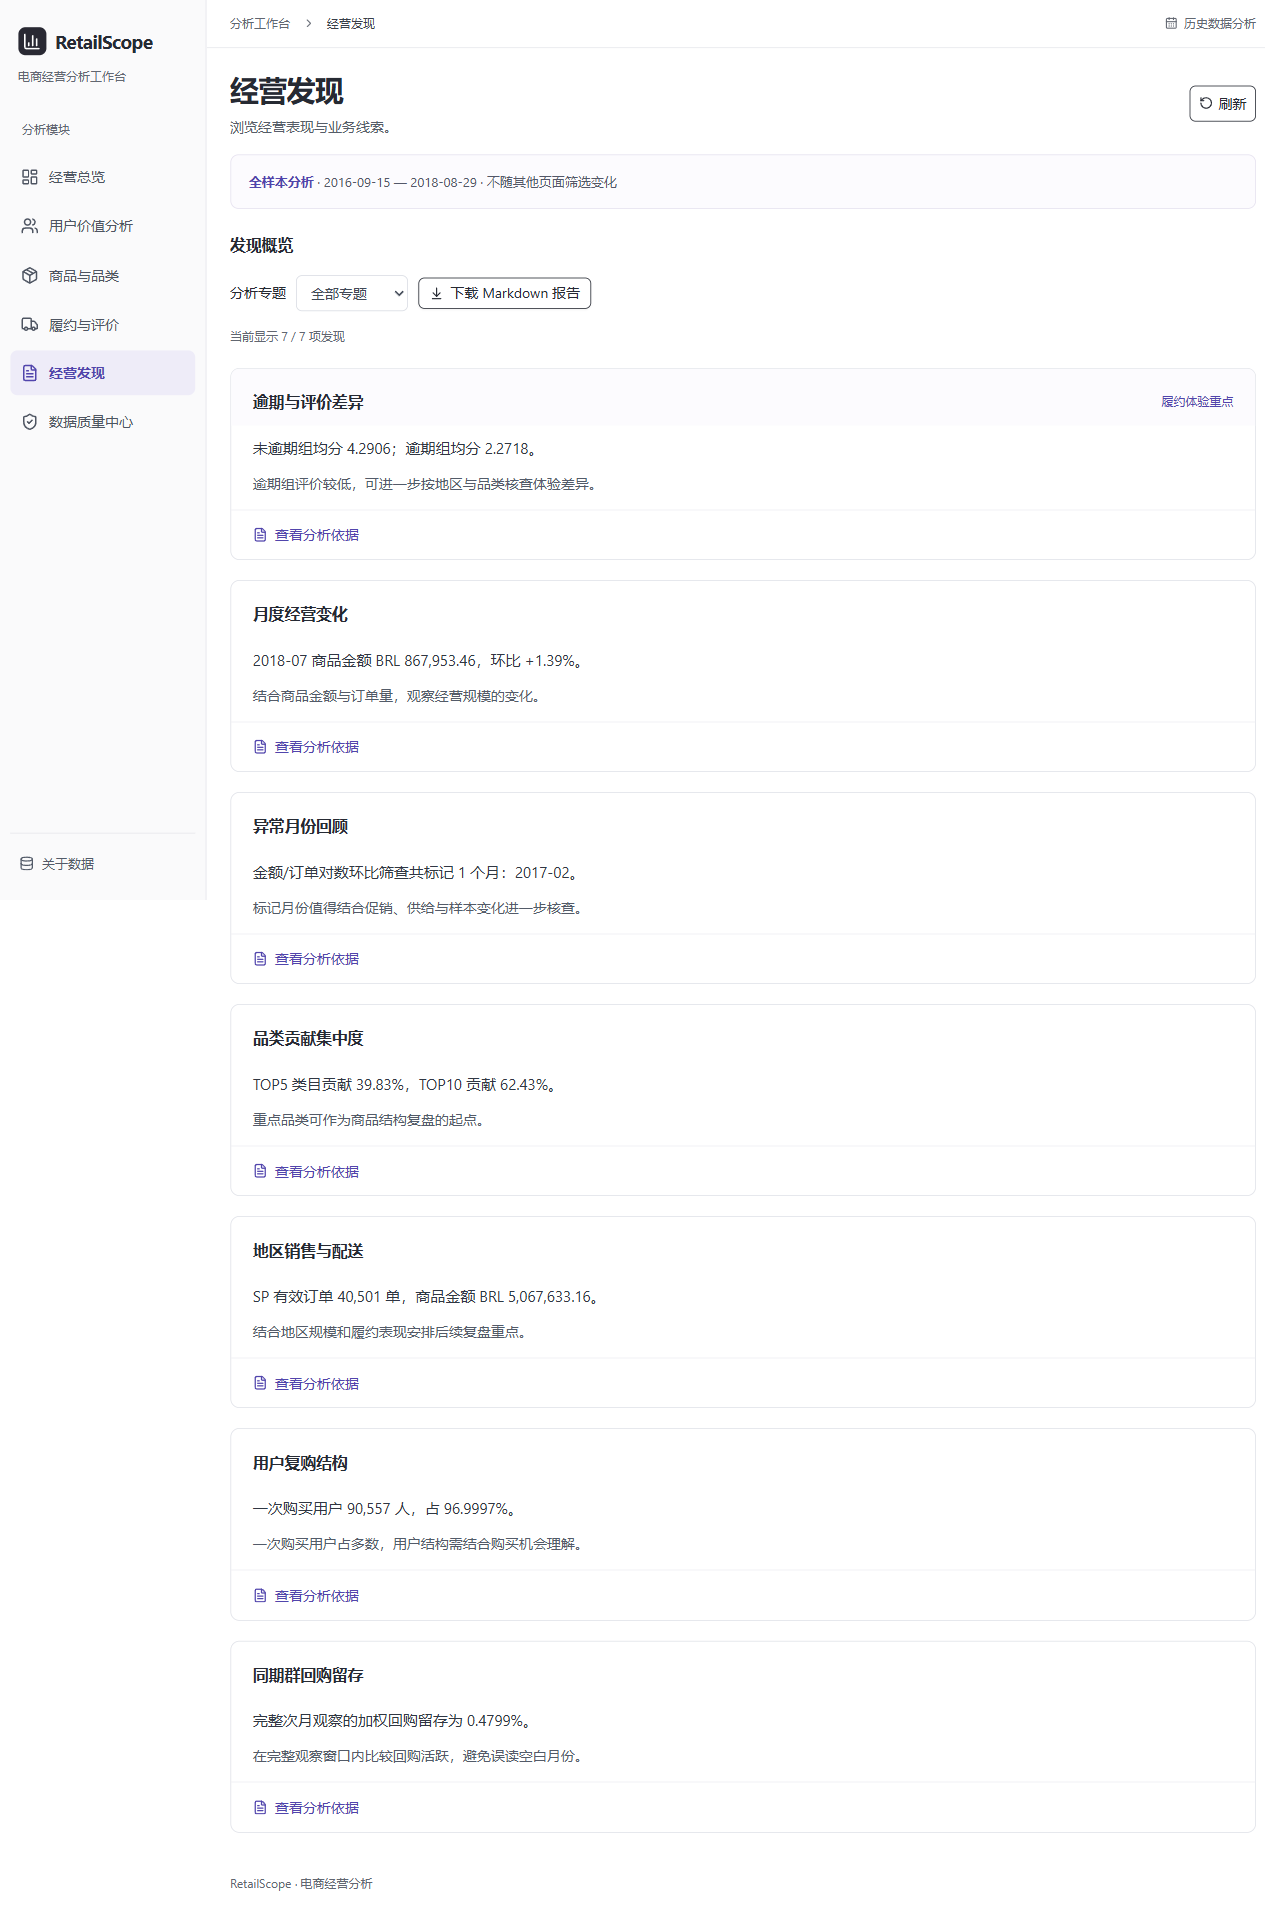 RetailScope
电商经营分析工作台
分析模块
经营总览
用户价值分析
商品与品类
履约与评价
经营发现
数据质量中心
关于数据
分析工作台 > 经营发现
历史数据分析
经营发现
刷新
浏览经营表现与业务线索。
全样本分析 · 2016-09-15 — 2018-08-29 · 不随其他页面筛选变化
发现概览
分析专题 全部专题 下载 Markdown 报告
当前显示 7 / 7 项发现
逾期与评价差异 履约体验重点
未逾期组均分 4.2906；逾期组均分 2.2718。
逾期组评价较低，可进一步按地区与品类核查体验差异。
查看分析依据
月度经营变化
2018-07 商品金额 BRL 867,953.46，环比 +1.39%。
结合商品金额与订单量，观察经营规模的变化。
查看分析依据
异常月份回顾
金额/订单对数环比筛查共标记 1 个月：2017-02。
标记月份值得结合促销、供给与样本变化进一步核查。
查看分析依据
品类贡献集中度
TOP5 类目贡献 39.83%，TOP10 贡献 62.43%。
重点品类可作为商品结构复盘的起点。
查看分析依据
地区销售与配送
SP 有效订单 40,501 单，商品金额 BRL 5,067,633.16。
结合地区规模和履约表现安排后续复盘重点。
查看分析依据
用户复购结构
一次购买用户 90,557 人，占 96.9997%。
一次购买用户占多数，用户结构需结合购买机会理解。
查看分析依据
同期群回购留存
完整次月观察的加权回购留存为 0.4799%。
在完整观察窗口内比较回购活跃，避免误读空白月份。
查看分析依据
RetailScope · 电商经营分析